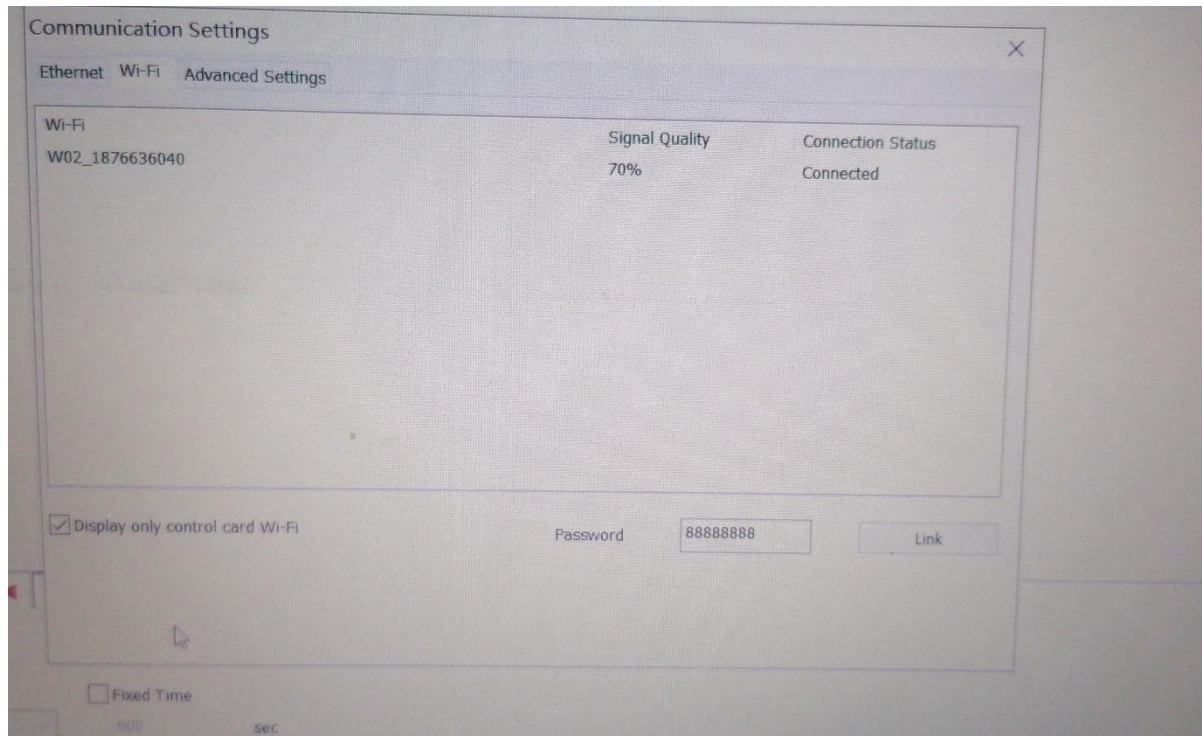 Communication Settings
Ethernet Wi-Fi Advanced Settings
Wi-Fi Signal Quality Connection Status
W02_1876636040 70% Connected
Display only control card Wi-Fi Password 88888888 Link
Fixed Time
600 sec